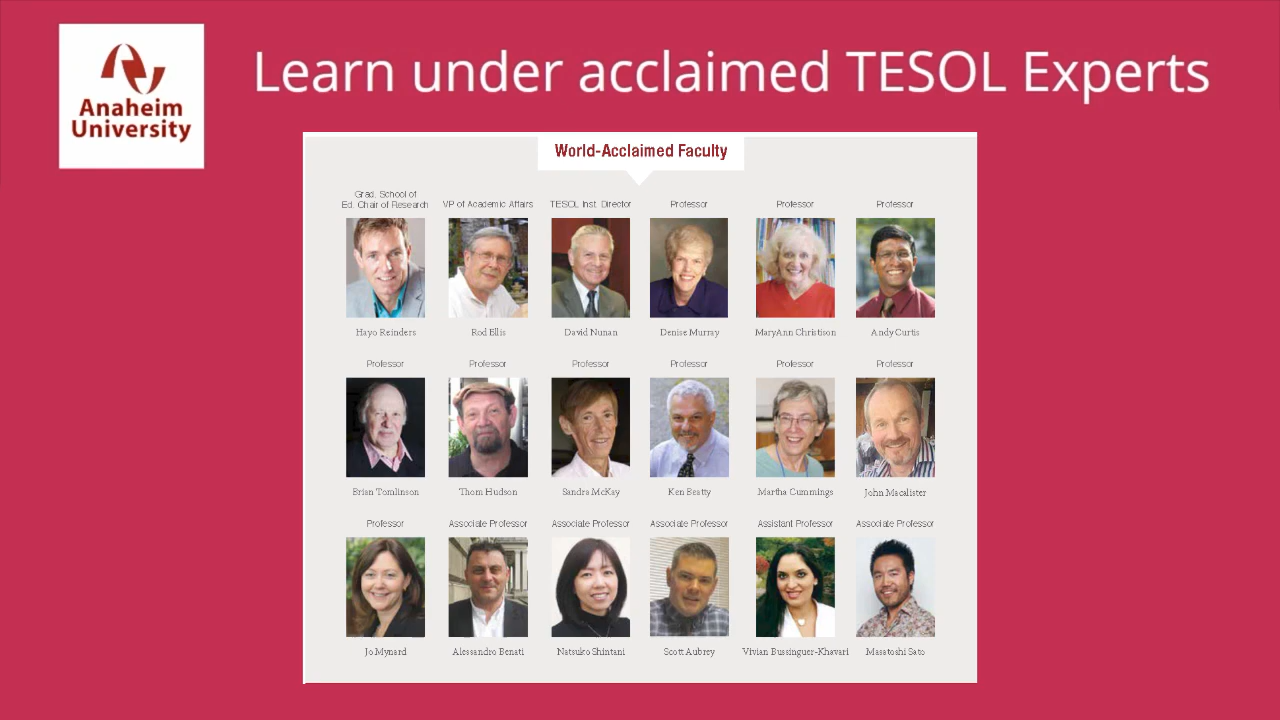 Anaheim
University
Learn under acclaimed TESOL Experts
World-Acclaimed Faculty
Grad. School of
Ed. Chair of Research
VP of Academic Affairs
TESOL Inst. Director
Professor
Professor
Professor
Hayo Reinders
Rod Ellis
David Nunan
Denise Murray
MaryAnn Christison
Andy Curtis
Professor
Professor
Professor
Professor
Professor
Professor
Brian Tomlinson
Thom Hudson
Sandra McKay
Ken Beatty
Martha Cummings
John Macalister
Professor
Associate Professor
Associate Professor
Associate Professor
Assistant Professor
Associate Professor
Jo Mynard
Alessandro Benati
Natsuko Shintani
Scott Aubrey
Vivian Bussinguer-Khavari
Masatoshi Sato